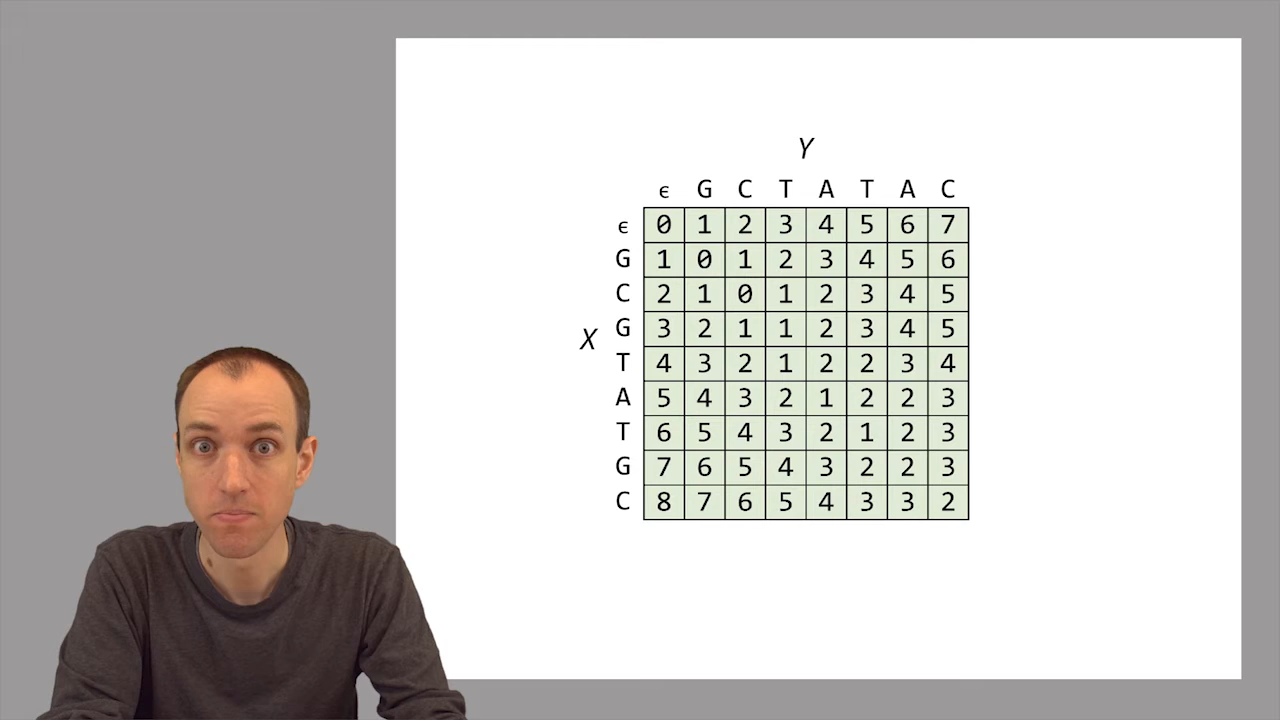 Y
ϵ G C T A T A C
ϵ 0 1 2 3 4 5 6 7
G 1 0 1 2 3 4 5 6
C 2 1 0 1 2 3 4 5
X G 3 2 1 1 2 3 4 5
T 4 3 2 1 2 2 3 4
A 5 4 3 2 1 2 2 3
T 6 5 4 3 2 1 2 3
G 7 6 5 4 3 2 2 3
C 8 7 6 5 4 3 3 2